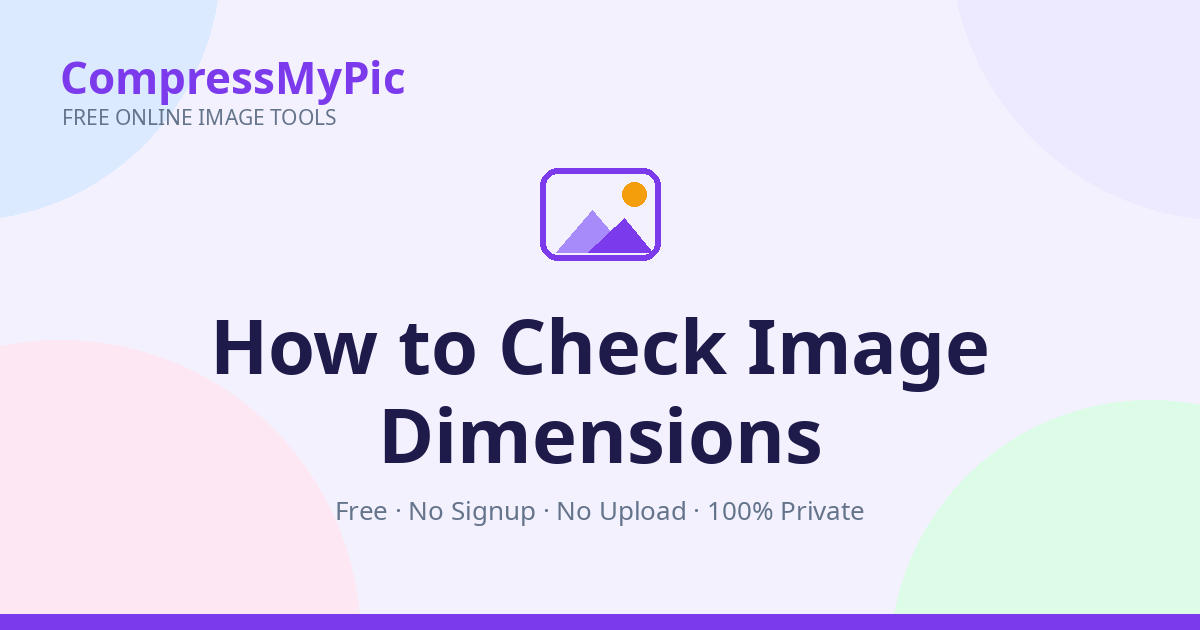 CompressMyPic
FREE ONLINE IMAGE TOOLS
How to Check Image
Dimensions
Free · No Signup · No Upload · 100% Private